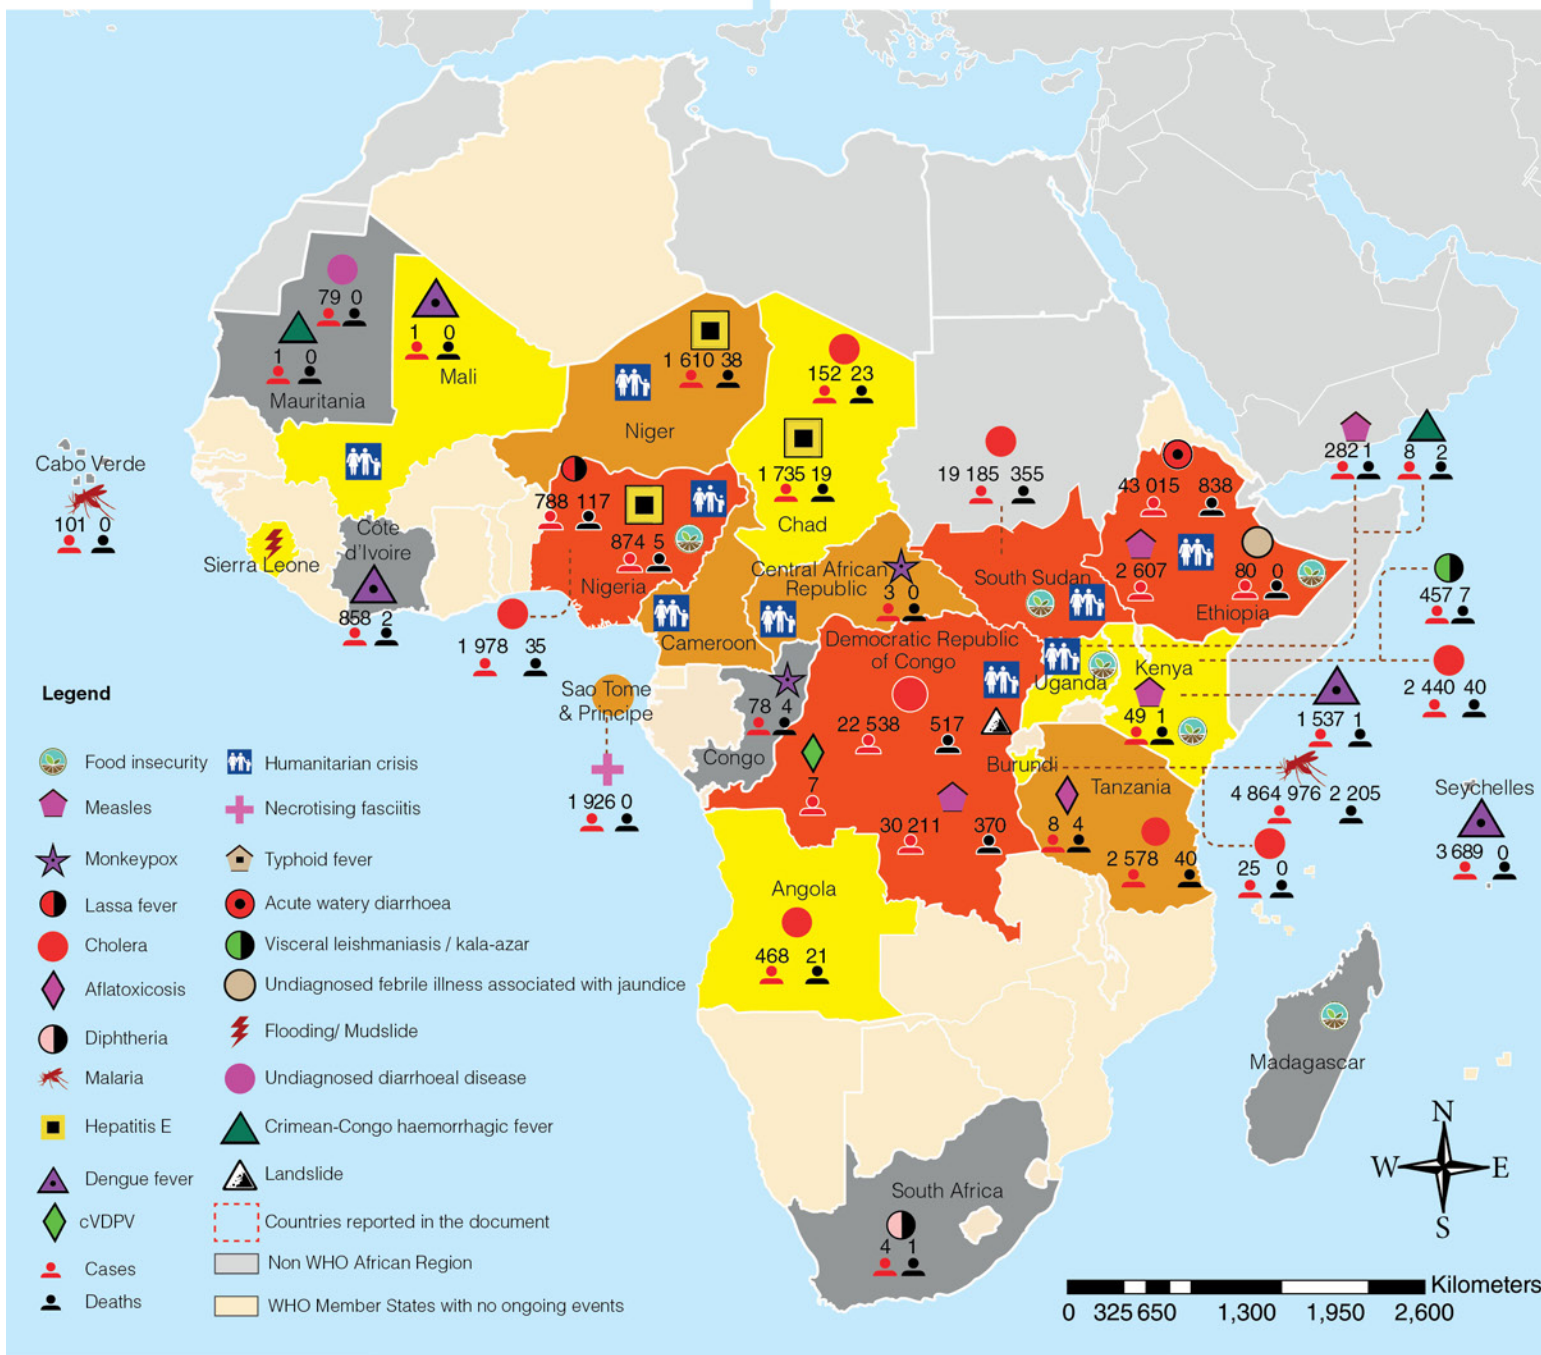 79 0
1 0
Mauritania
1 0
Mali
1 610 38
Niger
152 23
1 735 19
Chad
19 185 355
282 1
8 2
Cabo Verde
101 0
788 117
874 5
Nigeria
43 015 838
2 607
80 0
Ethiopia
Côte
d'Ivoire
Sierra Leone
858 2
1 978 35
Central African
Republic
3 0
South Sudan
457 7
Cameroon
Democratic Republic
of Congo
Uganda
Kenya
2 440 40
Sao Tome
& Principe
78 4
Congo
22 538 517
49 1
1 537 1
Burundi
Tanzania
4 864 976 2 205
Seychelles
3 689 0
1 926 0
7
30 211 370
8 4
2 578 40
25 0
Angola
468 21
Madagascar
South Africa
4 1
Legend
Food insecurity
Humanitarian crisis
Measles
Necrotising fasciitis
Monkeypox
Typhoid fever
Lassa fever
Acute watery diarrhoea
Cholera
Visceral leishmaniasis / kala-azar
Aflatoxicosis
Undiagnosed febrile illness associated with jaundice
Diphtheria
Flooding/ Mudslide
Malaria
Undiagnosed diarrhoeal disease
Hepatitis E
Crimean-Congo haemorrhagic fever
Dengue fever
Landslide
cVDPV
Countries reported in the document
Cases
Non WHO African Region
Deaths
WHO Member States with no ongoing events
N
W E
S
Kilometers
0 325 650 1,300 1,950 2,600